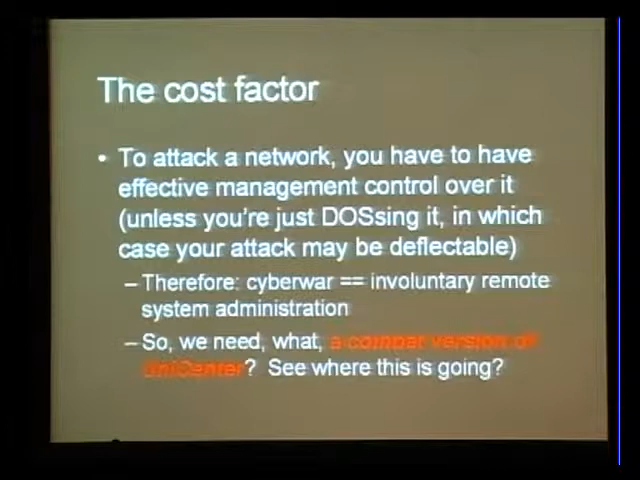 The cost factor
• To attack a network, you have to have
effective management control over it
(unless you're just DOSsing it, in which
case your attack may be deflectable)
– Therefore: cyberwar == involuntary remote
system administration
– So, we need, what, a combat version of
UniCenter? See where this is going?